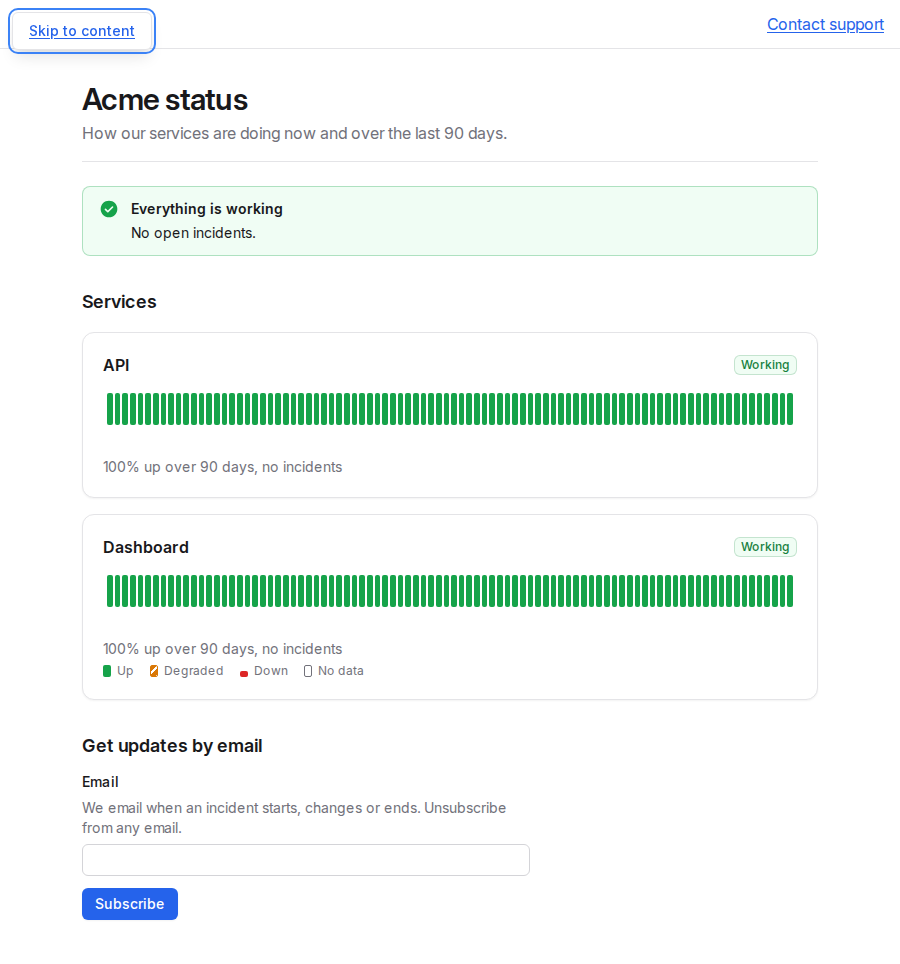 Skip to content
Contact support
Acme status
How our services are doing now and over the last 90 days.
Everything is working
No open incidents.
Services
API
Working
100% up over 90 days, no incidents
Dashboard
Working
100% up over 90 days, no incidents
Up Degraded Down No data
Get updates by email
Email
We email when an incident starts, changes or ends. Unsubscribe
from any email.
Subscribe